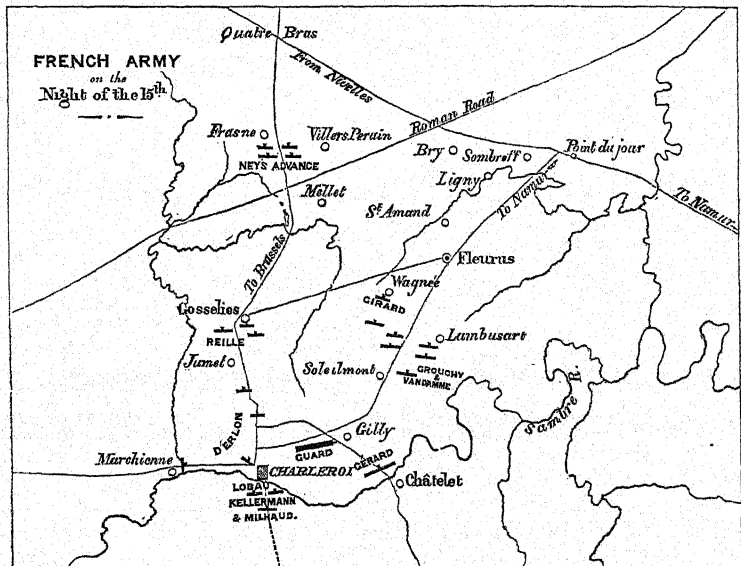 FRENCH ARMY
on the
Night of the 15th
Quatre Bras
From Nivelles
Roman Road
Frasne
Villers Peruin
Bry
Sombreff
Point du jour
NEY'S ADVANCE
Ligny
To Namur
To Namur
Mellet
St Amand
To Brussels
Fleurus
Wagneé
GIRARD
Gosselies
REILLE
Lambusart
Jumet
Soleilmont
GROUCHY
&
VANDAMME
Sambre R.
D'ERLON
Gilly
GUARD
GÉRARD
Marchienne
CHARLEROI
Châtelet
LOBAU
KELLERMANN
& MILHAUD.